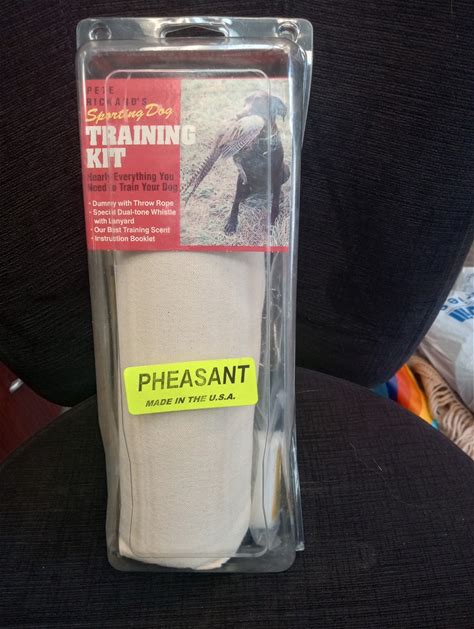 PETE
RICKARD'S
Sporting Dog
TRAINING
KIT
Nearly Everything You
Need to Train Your Dog
• Dummy with Throw Rope
• Special Dual-tone Whistle
with Lanyard
• Our Best Training Scent
• Instruction Booklet
PHEASANT
MADE IN THE U.S.A.